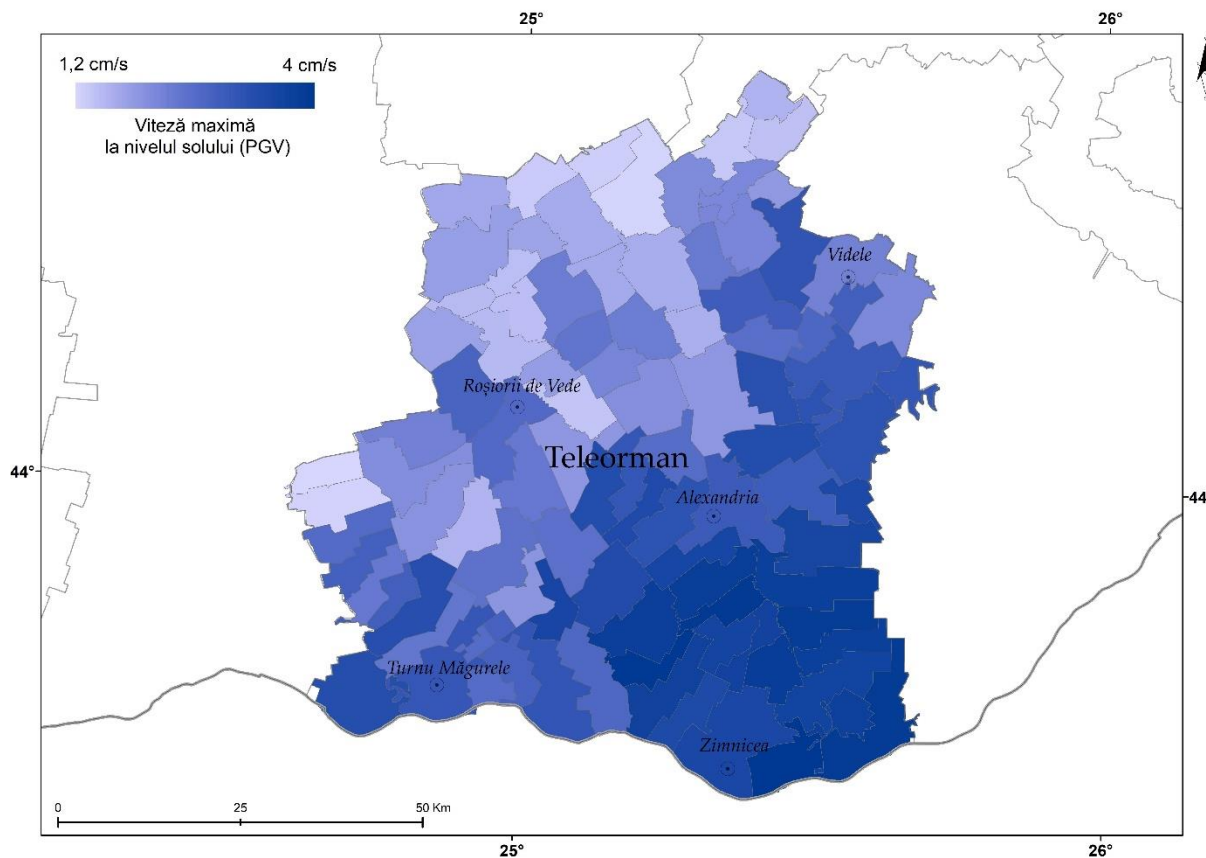 25°
26°
1,2 cm/s
4 cm/s
Viteză maximă
la nivelul solului (PGV)
Videle
Roșiorii de Vede
Teleorman
44°
Alexandria
44
Turnu Măgurele
Zimnicea
0
25
50 Km
25°
26°